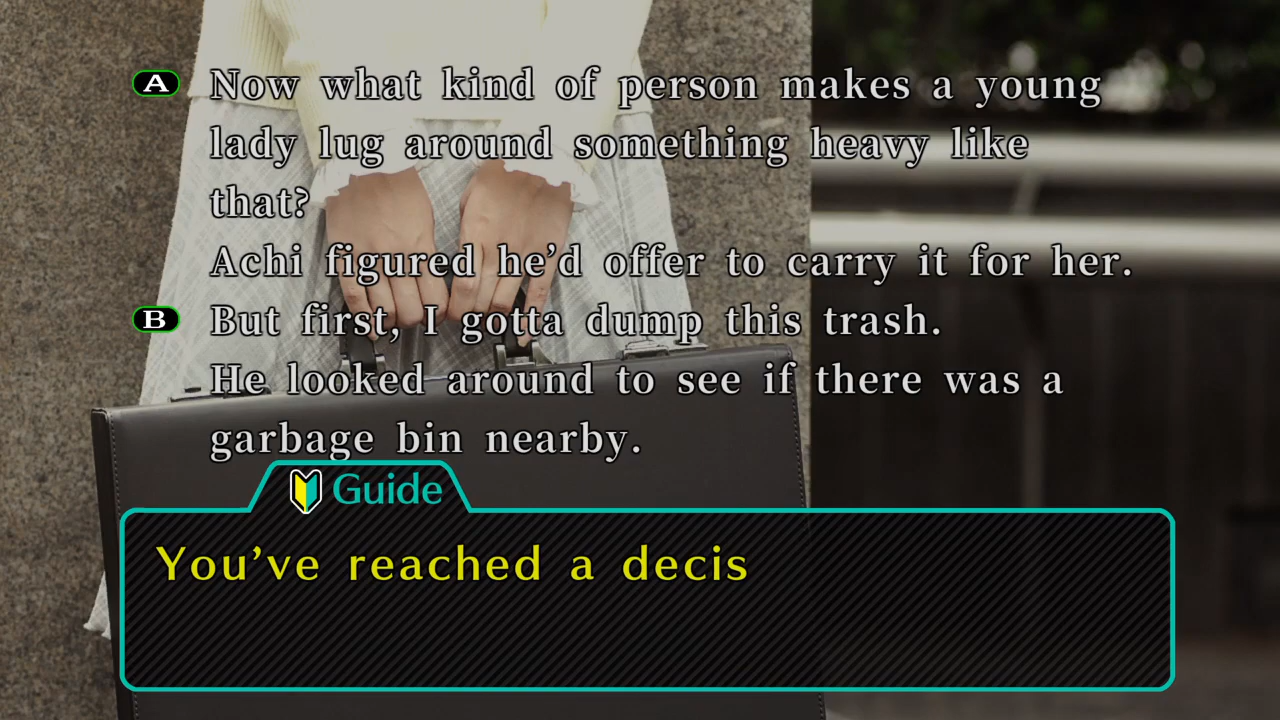 A Now what kind of person makes a young
lady lug around something heavy like
that?
Achi figured he’d offer to carry it for her.
B But first, I gotta dump this trash.
He looked around to see if there was a
garbage bin nearby.
Guide
You’ve reached a decis